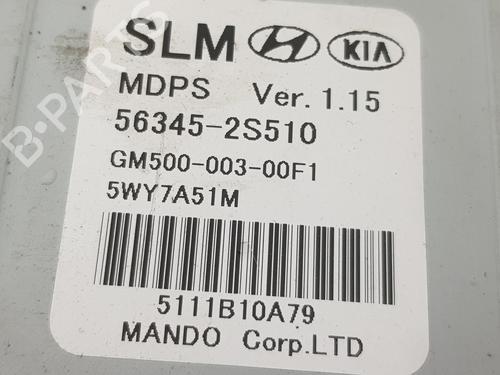 SLM KIA
MDPS Ver. 1.15
56345-2S510
GM500-003-00F1
5WY7A51M
5111B10A79
MANDO Corp.LTD
B-PARTS